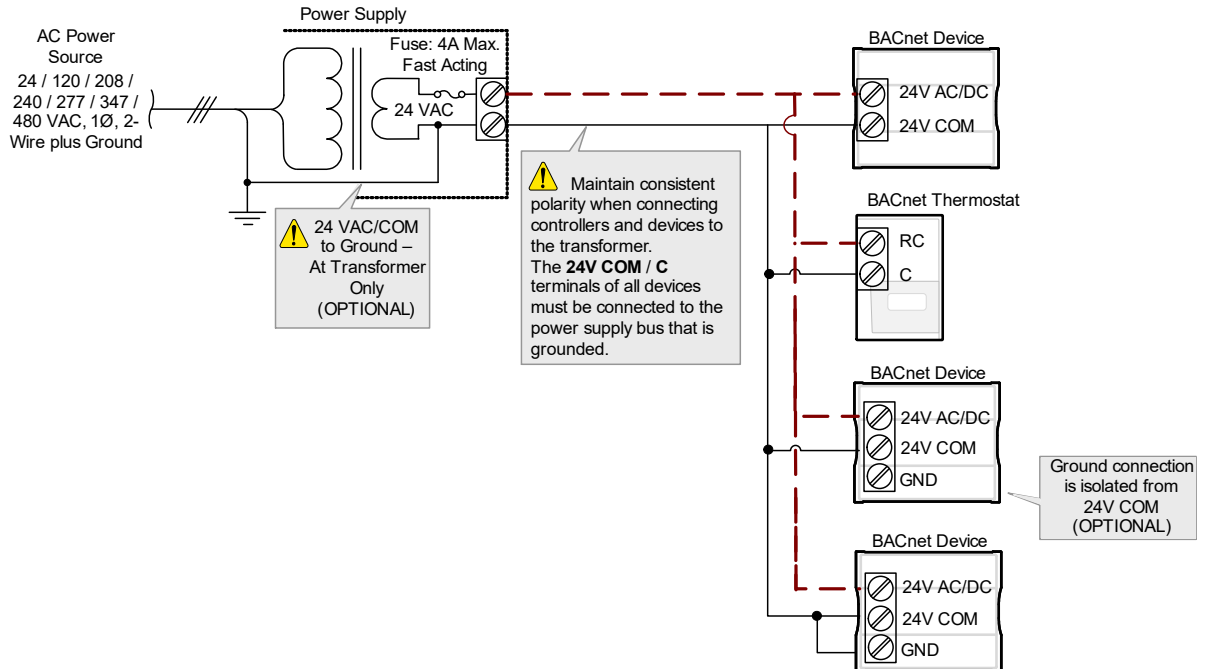 Power Supply
AC Power
Source
24 / 120 / 208 /
240 / 277 / 347 /
480 VAC, 1Ø, 2-
Wire plus Ground
Fuse: 4A Max.
Fast Acting
24 VAC
24 VAC/COM
to Ground –
At Transformer
Only
(OPTIONAL)
Maintain consistent
polarity when connecting
controllers and devices to
the transformer.
The 24V COM / C
terminals of all devices
must be connected to the
power supply bus that is
grounded.
BACnet Device
24V AC/DC
24V COM
BACnet Thermostat
RC
C
BACnet Device
24V AC/DC
24V COM
GND
Ground connection
is isolated from
24V COM
(OPTIONAL)
BACnet Device
24V AC/DC
24V COM
GND